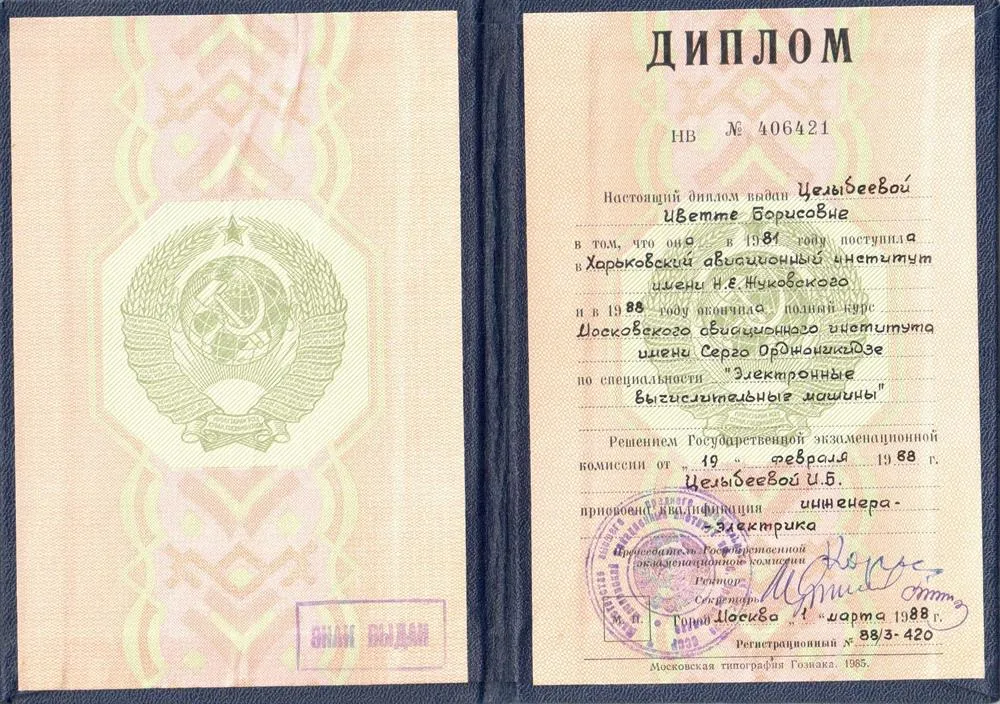 ДИПЛОМ
НВ № 406421
Настоящий диплом выдан Целыбеевой
Иветте Борисовне
в том, что она в 1981 году поступила
в Харьковский авиационный институт
имени Н.Е.Жуковского
и в 1988 году окончила полный курс
Московского авиационного института
имени Серго Орджоникидзе
по специальности "Электронные
вычислительные машины"
Решением Государственной экзаменационной
комиссии от „ 19 “ февраля 1988 г.
Целыбеевой И.Б.
присвоена квалификация инженера-
-электрика
Председатель Государственной
экзаменационной комиссии
Ректор
Секретарь
М. П.
Город Москва „ 1 “ марта 1988 г.
Регистрационный № 88/3-420
Московская типография Гознака. 1985.